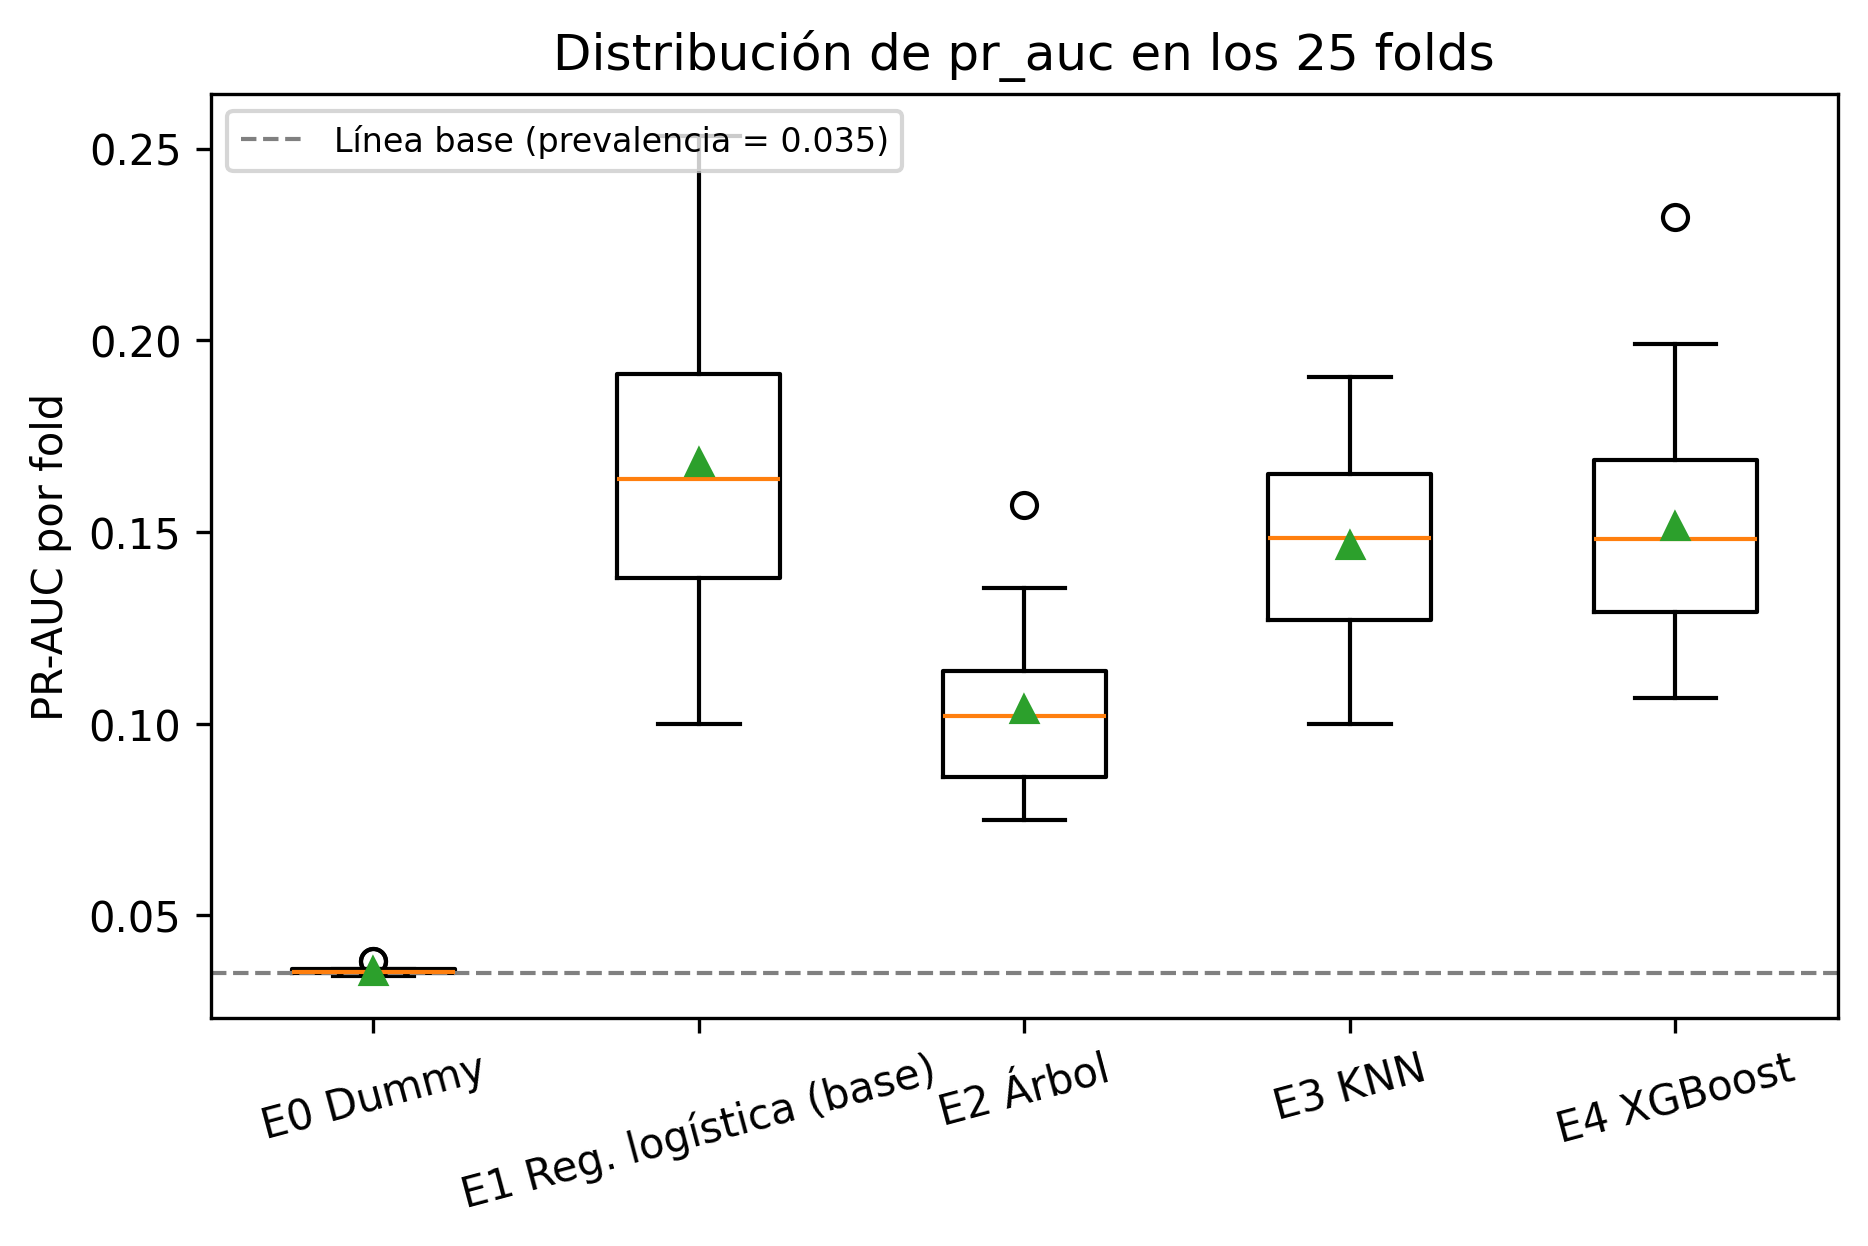 Distribución de pr_auc en los 25 folds
Línea base (prevalencia = 0.035)
PR-AUC por fold
0.25
0.20
0.15
0.10
0.05
E0 Dummy
E1 Reg. logística (base)
E2 Árbol
E3 KNN
E4 XGBoost